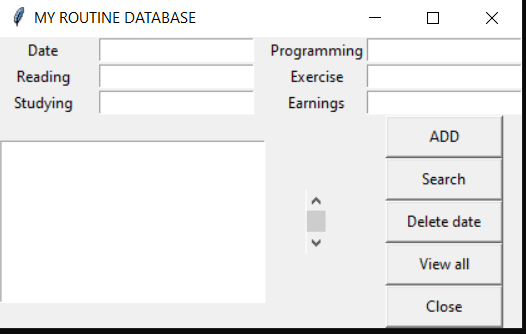 MY ROUTINE DATABASE
Date Programming
Reading Exercise
Studying Earnings
ADD
Search
Delete date
View all
Close